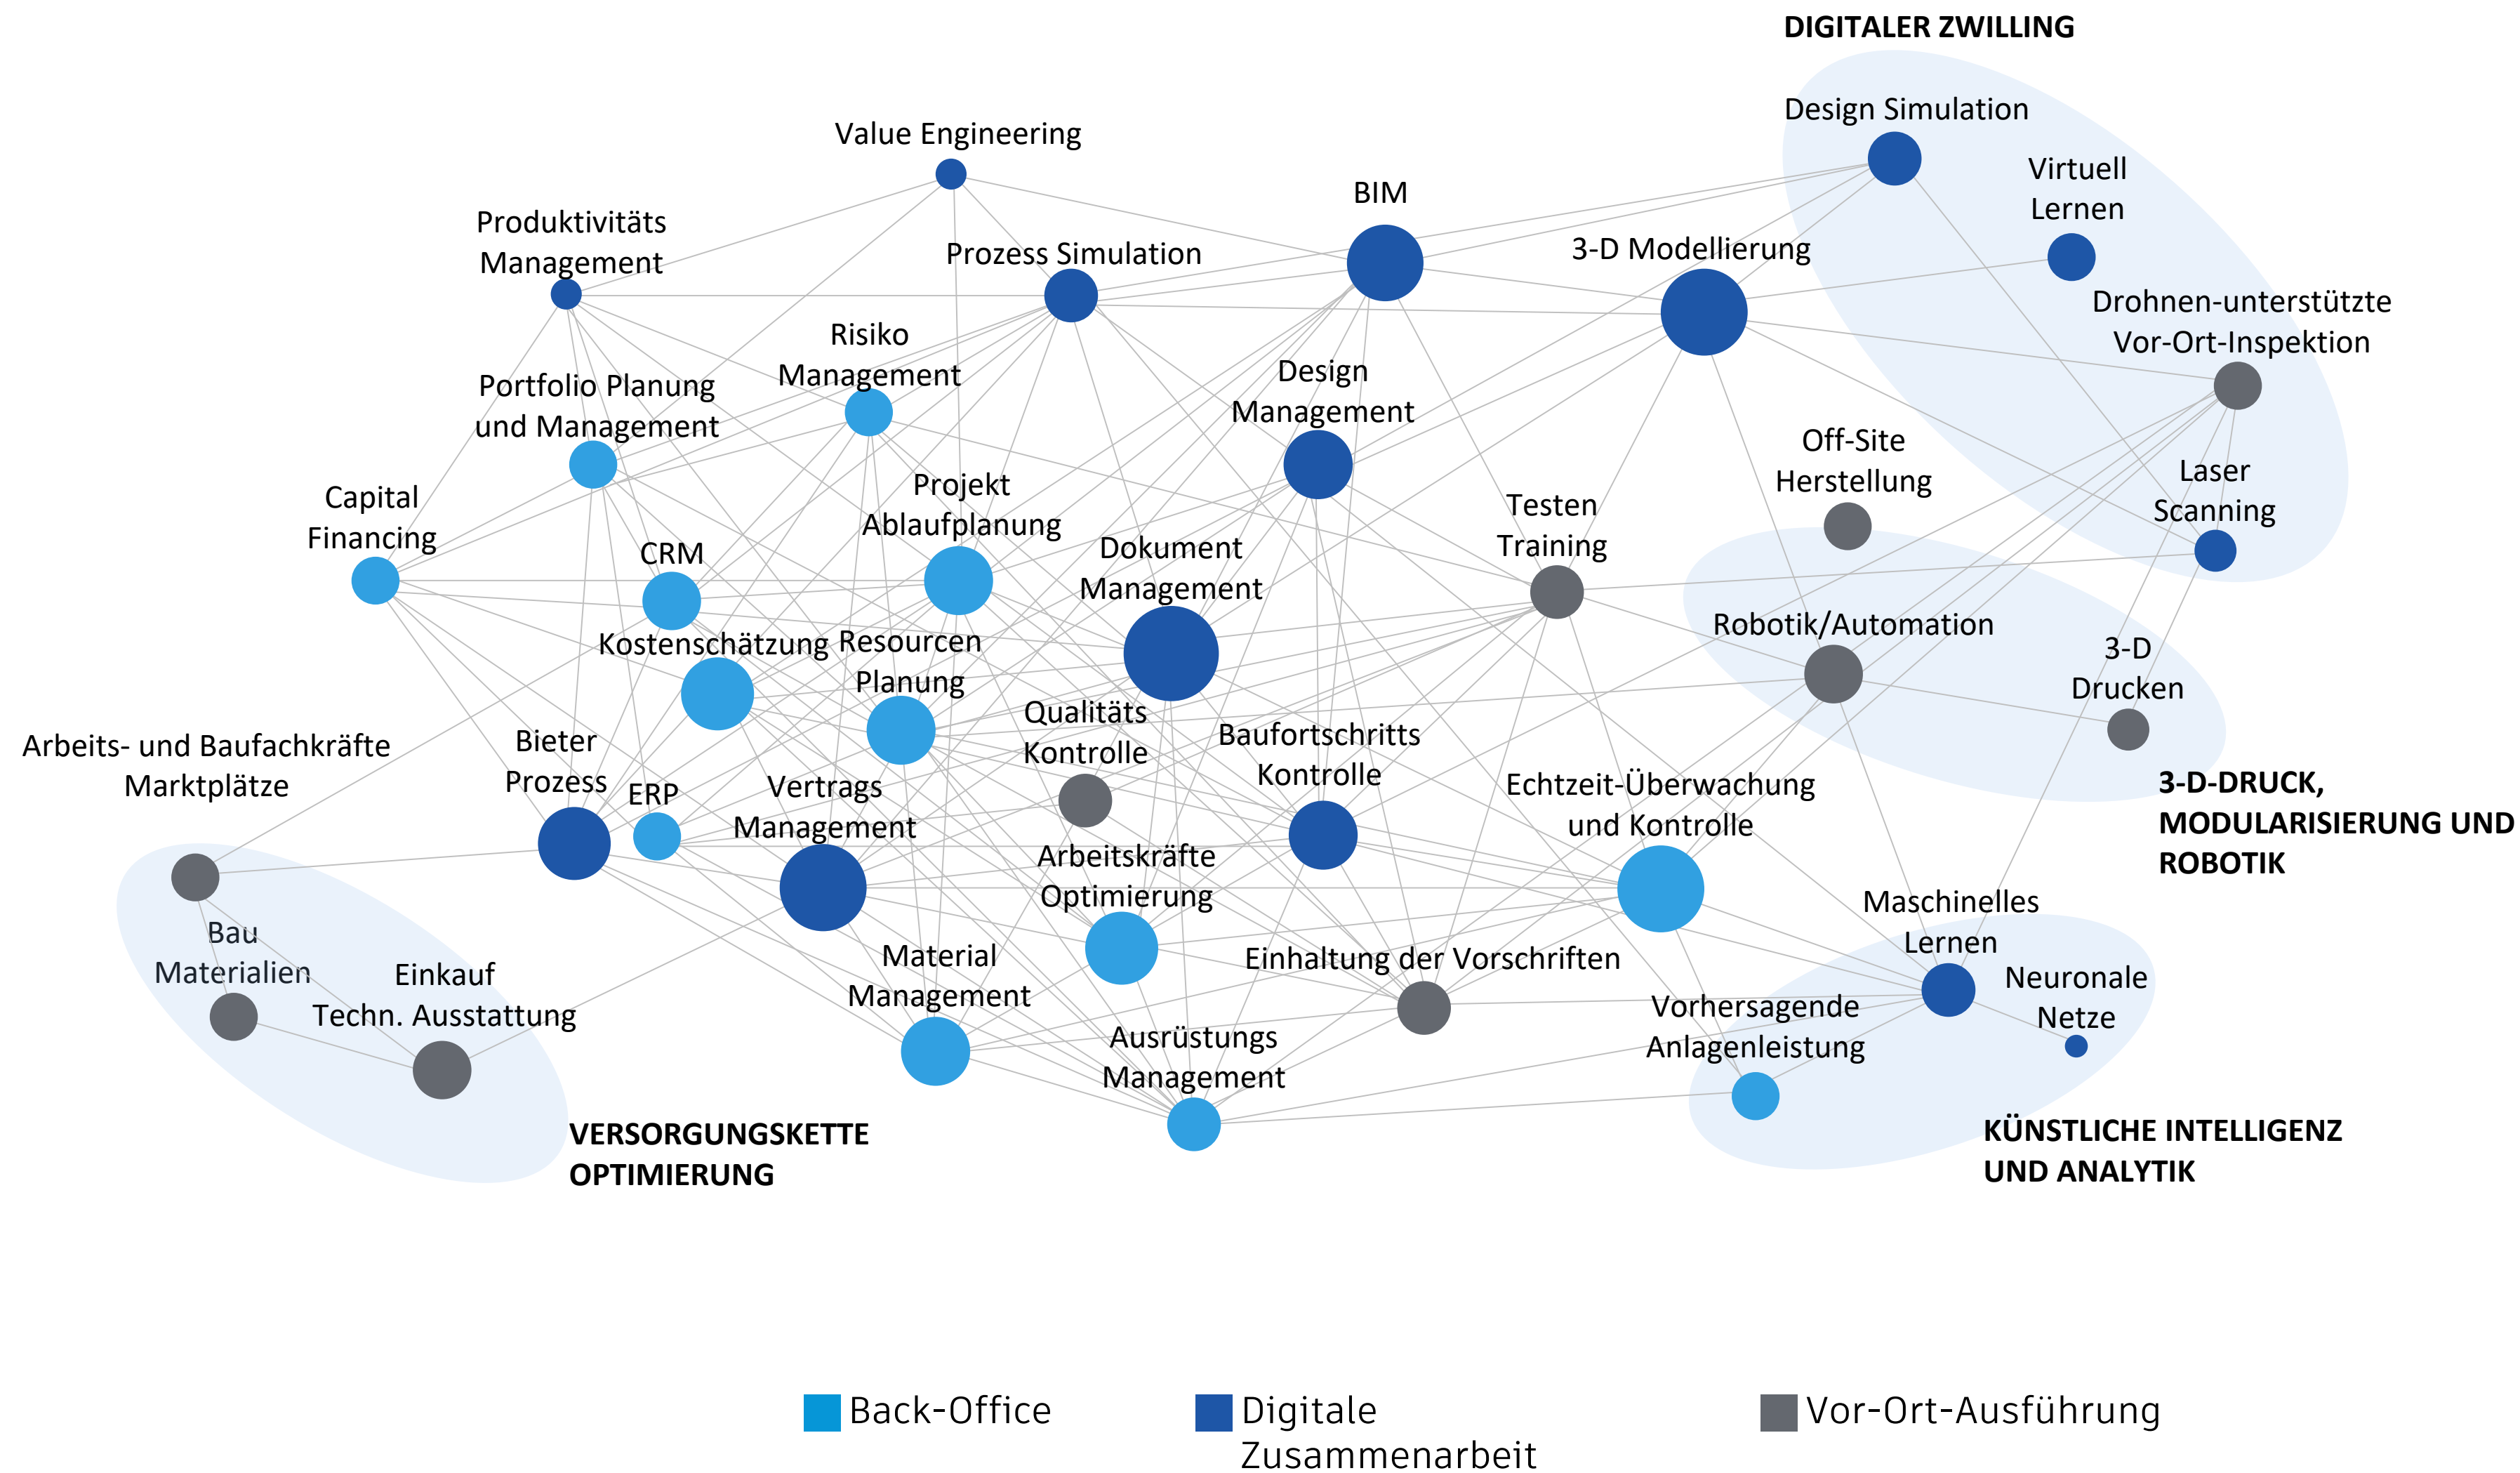 DIGITALER ZWILLING
Design Simulation
Value Engineering
Virtuell
Lernen
BIM
Produktivitäts
Management
Prozess Simulation
3-D Modellierung
Drohnen-unterstützte
Vor-Ort-Inspektion
Risiko
Management
Design
Management
Portfolio Planung
und Management
Off-Site
Herstellung
Laser
Scanning
Capital
Financing
Projekt
Ablaufplanung
Testen
Training
CRM
Dokument
Management
Robotik/Automation
Kostenschätzung
Resourcen
Planung
3-D
Drucken
Qualitäts
Kontrolle
Arbeits- und Baufachkräfte
Marktplätze
Bieter
Prozess
Baufortschritts
Kontrolle
ERP
Vertrags
Management
Echtzeit-Überwachung
und Kontrolle
3-D-DRUCK,
MODULARISIERUNG UND
ROBOTIK
Arbeitskräfte
Optimierung
Maschinelles
Lernen
Bau
Materialien
Einkauf
Techn. Ausstattung
Material
Management
Einhaltung der Vorschriften
Neuronale
Netze
Vorhersagende
Anlagenleistung
Ausrüstungs
Management
VERSORGUNGSKETTE
OPTIMIERUNG
KÜNSTLICHE INTELLIGENZ
UND ANALYTIK
Back-Office
Digitale
Zusammenarbeit
Vor-Ort-Ausführung